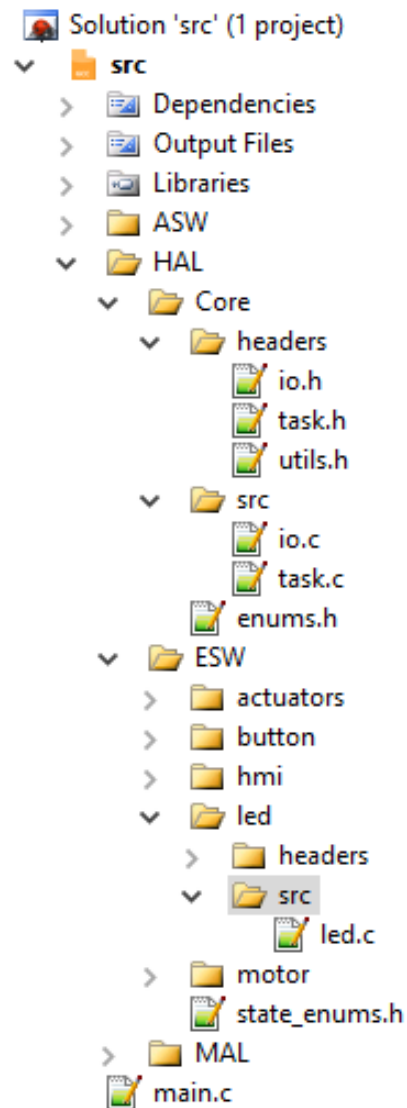 Solution 'src' (1 project)
src
Dependencies
Output Files
Libraries
ASW
HAL
Core
headers
io.h
task.h
utils.h
src
io.c
task.c
enums.h
ESW
actuators
button
hmi
led
headers
src
led.c
motor
state_enums.h
MAL
main.c